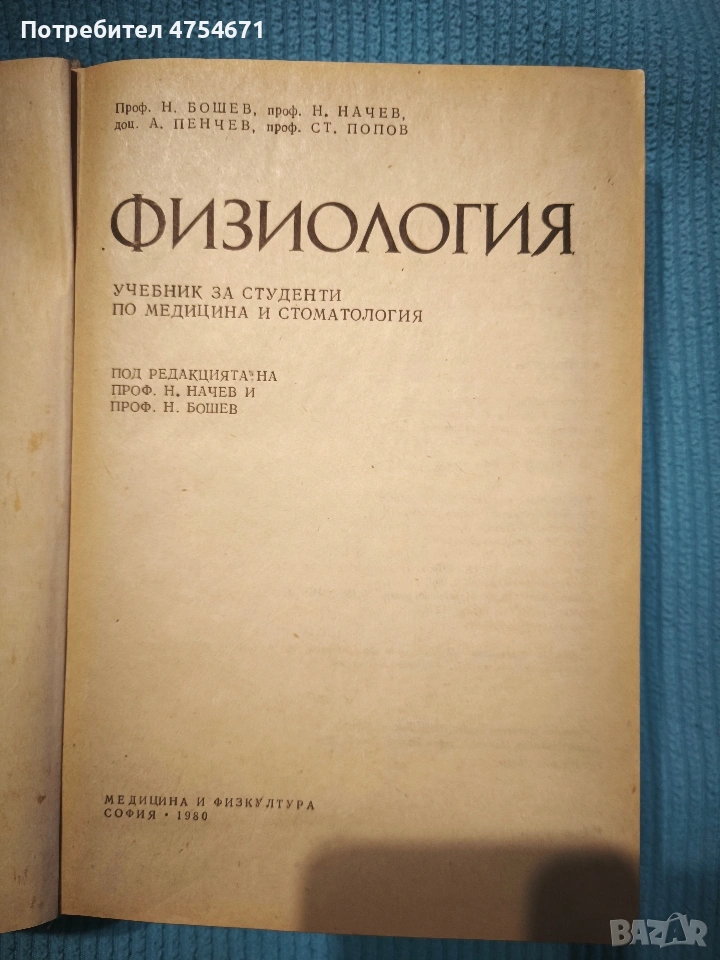 Потребител 4754671
Проф. Н. БОШЕВ, проф. Н. НАЧЕВ,
доц. А. ПЕНЧЕВ, проф. СТ. ПОПОВ
ФИЗИОЛОГИЯ
УЧЕБНИК ЗА СТУДЕНТИ
ПО МЕДИЦИНА И СТОМАТОЛОГИЯ
ПОД РЕДАКЦИЯТА НА
ПРОФ. Н. НАЧЕВ И
ПРОФ. Н. БОШЕВ
МЕДИЦИНА И ФИЗКУЛТУРА
СОФИЯ • 1980
BAZAR